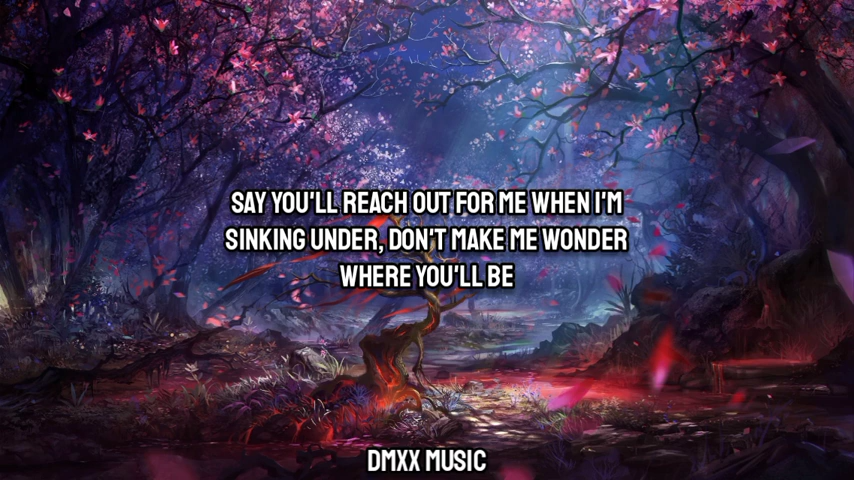 SAY YOU'LL REACH OUT FOR ME WHEN I'M
SINKING UNDER, DON'T MAKE ME WONDER
WHERE YOU'LL BE
DMXX MUSIC